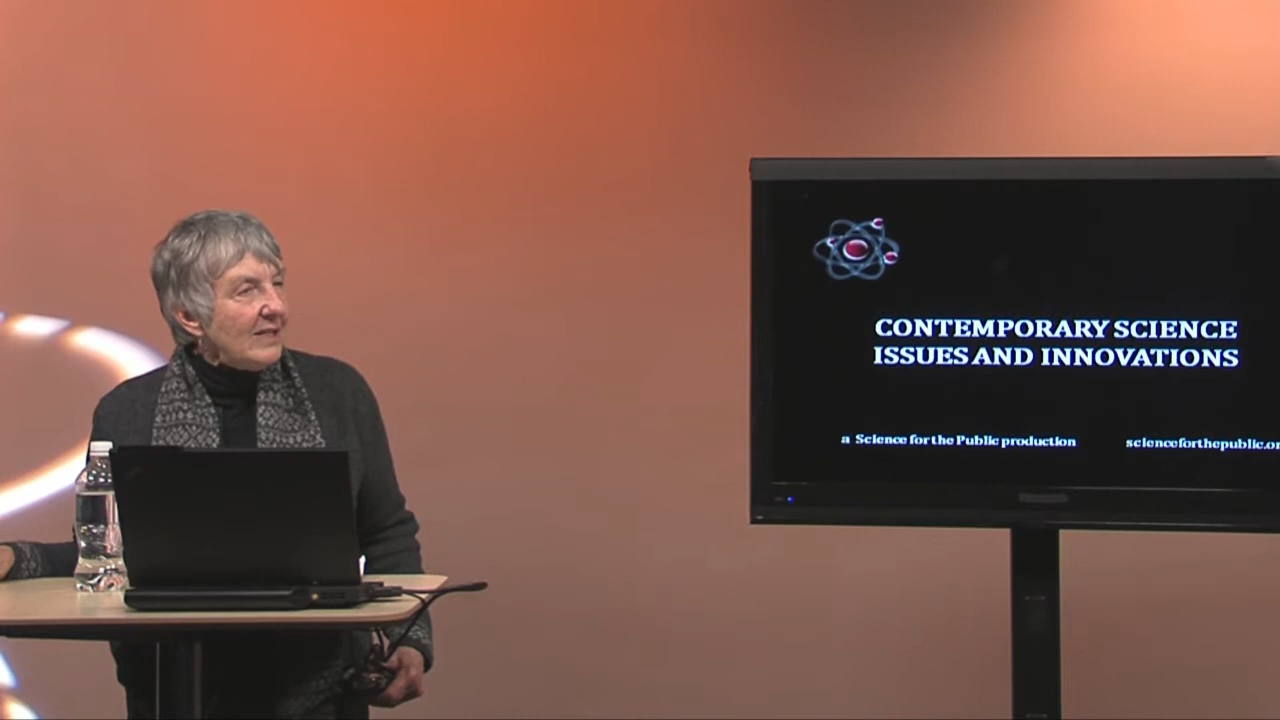 CONTEMPORARY SCIENCE
ISSUES AND INNOVATIONS
a Science for the Public production
scienceforthepublic.or